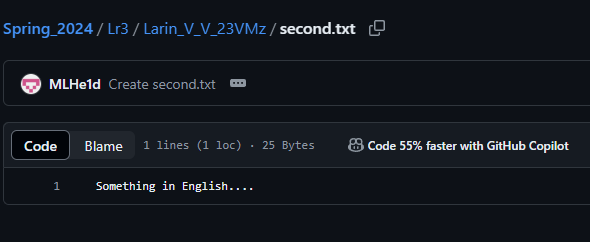 Spring_2024 / Lr3 / Larin_V_V_23VMz / second.txt
MLHe1d Create second.txt
Code Blame 1 lines (1 loc) · 25 Bytes Code 55% faster with GitHub Copilot
1 Something in English....